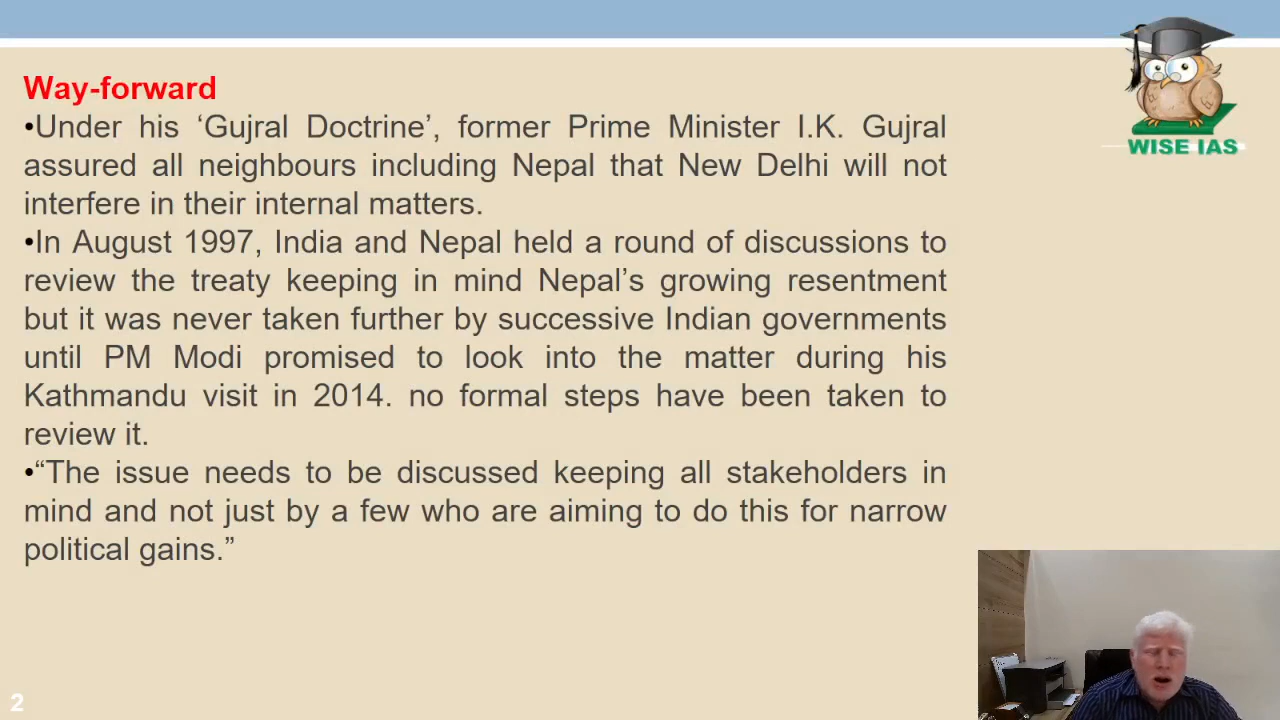 Way-forward
•Under his ‘Gujral Doctrine’, former Prime Minister I.K. Gujral
assured all neighbours including Nepal that New Delhi will not
interfere in their internal matters.
•In August 1997, India and Nepal held a round of discussions to
review the treaty keeping in mind Nepal’s growing resentment
but it was never taken further by successive Indian governments
until PM Modi promised to look into the matter during his
Kathmandu visit in 2014. no formal steps have been taken to
review it.
•“The issue needs to be discussed keeping all stakeholders in
mind and not just by a few who are aiming to do this for narrow
political gains.”
WISE IAS
2